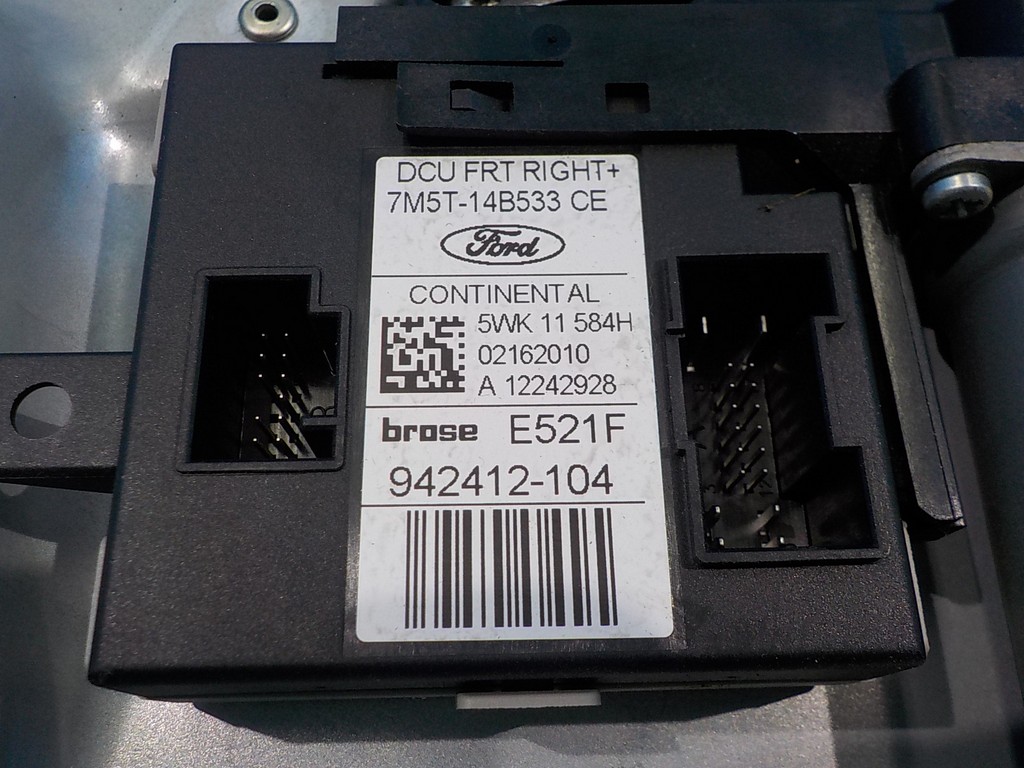 DCU FRT RIGHT+
7M5T-14B533 CE
Ford
CONTINENTAL
5WK 11 584H
02162010
A 12242928
brose E521F
942412-104